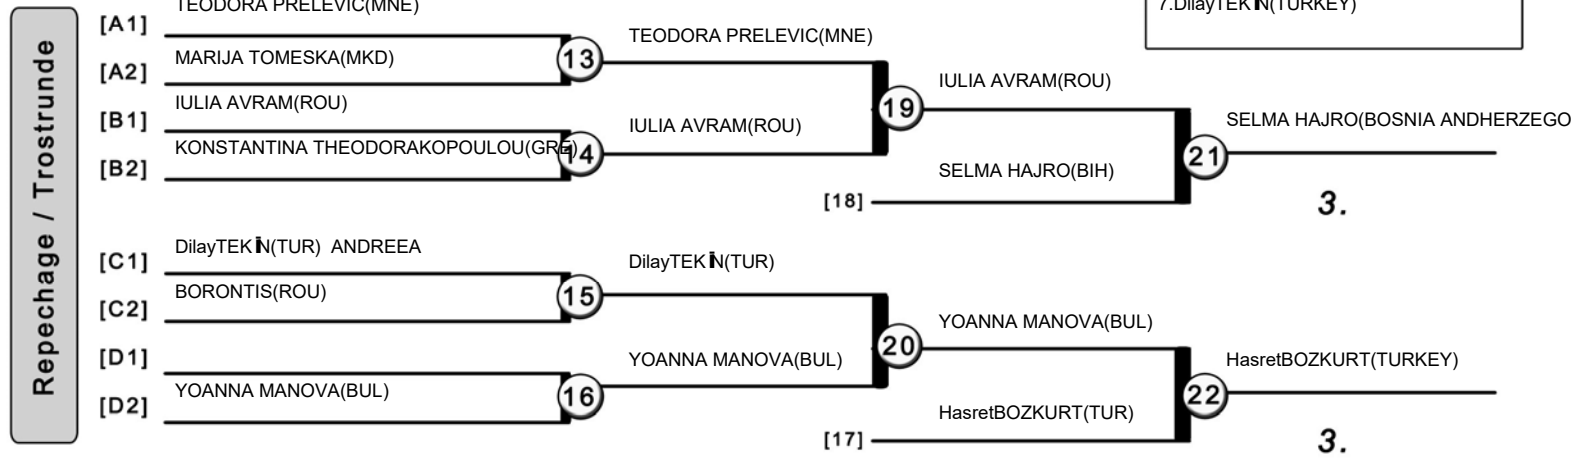 TEODORA PRELEVIC(MNE)
7.DilayTEKİN(TURKEY)
[A1]
TEODORA PRELEVIC(MNE)
MARIJA TOMESKA(MKD)
13
[A2]
IULIA AVRAM(ROU)
IULIA AVRAM(ROU)
19
[B1]
SELMA HAJRO(BOSNIA ANDHERZEGO
IULIA AVRAM(ROU)
KONSTANTINA THEODORAKOPOULOU(GRE)
14
21
[B2]
SELMA HAJRO(BIH)
[18]
3.
Repechage / Trostrunde
DilayTEKİN(TUR) ANDREEA
[C1]
DilayTEKİN(TUR)
BORONTIS(ROU)
15
[C2]
YOANNA MANOVA(BUL)
20
[D1]
YOANNA MANOVA(BUL)
HasretBOZKURT(TURKEY)
YOANNA MANOVA(BUL)
16
22
[D2]
HasretBOZKURT(TUR)
[17]
3.